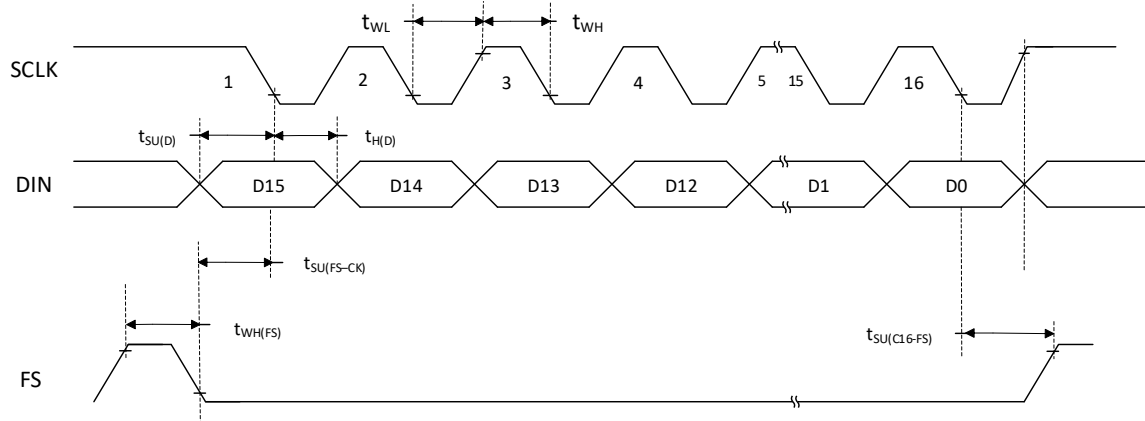 tWL
tWH
SCLK
1
2
3
4
5
15
16
tSU(D)
tH(D)
DIN
D15
D14
D13
D12
D1
D0
tSU(FS–CK)
tWH(FS)
tSU(C16-FS)
FS